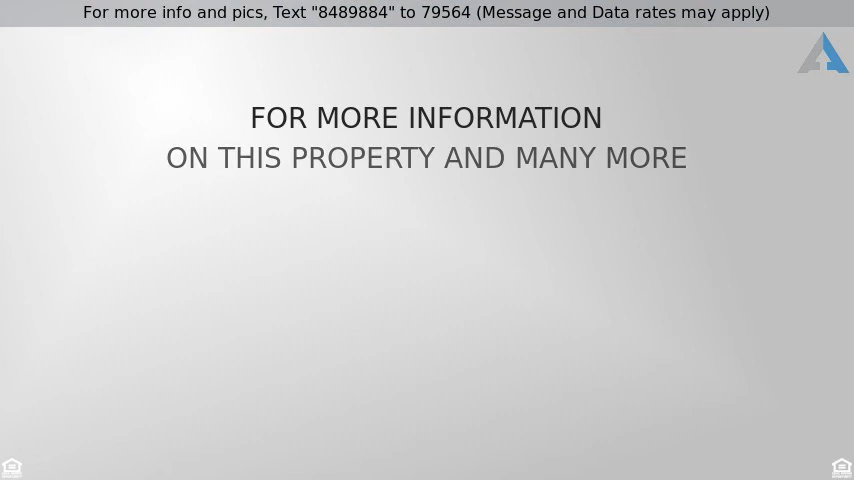 For more info and pics, Text "8489884" to 79564 (Message and Data rates may apply)
FOR MORE INFORMATION
ON THIS PROPERTY AND MANY MORE